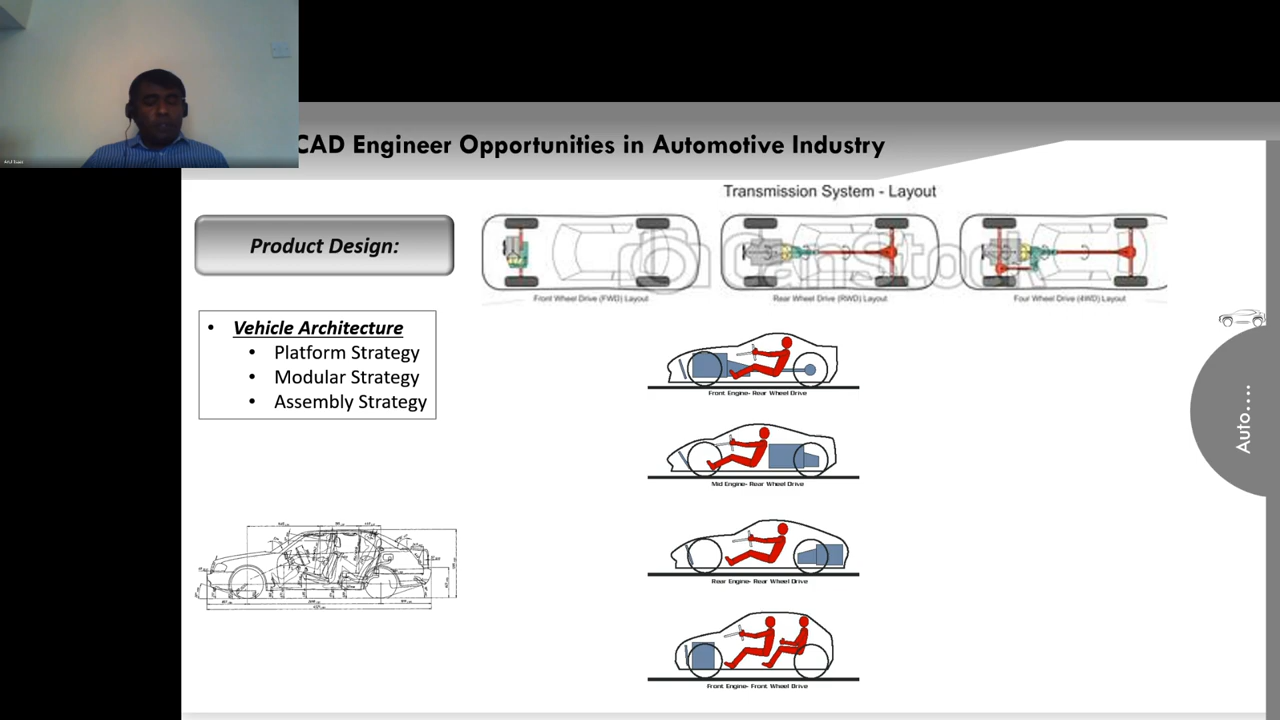 CAD Engineer Opportunities in Automotive Industry
Transmission System - Layout
Product Design:
CanStock
Front Wheel Drive (FWD) Layout
Rear Wheel Drive (RWD) Layout
Four Wheel Drive (4WD) Layout
• Vehicle Architecture
• Platform Strategy
• Modular Strategy
• Assembly Strategy
Front Engine- Rear Wheel Drive
Mid Engine- Rear Wheel Drive
Rear Engine- Rear Wheel Drive
Front Engine- Front Wheel Drive
Auto....